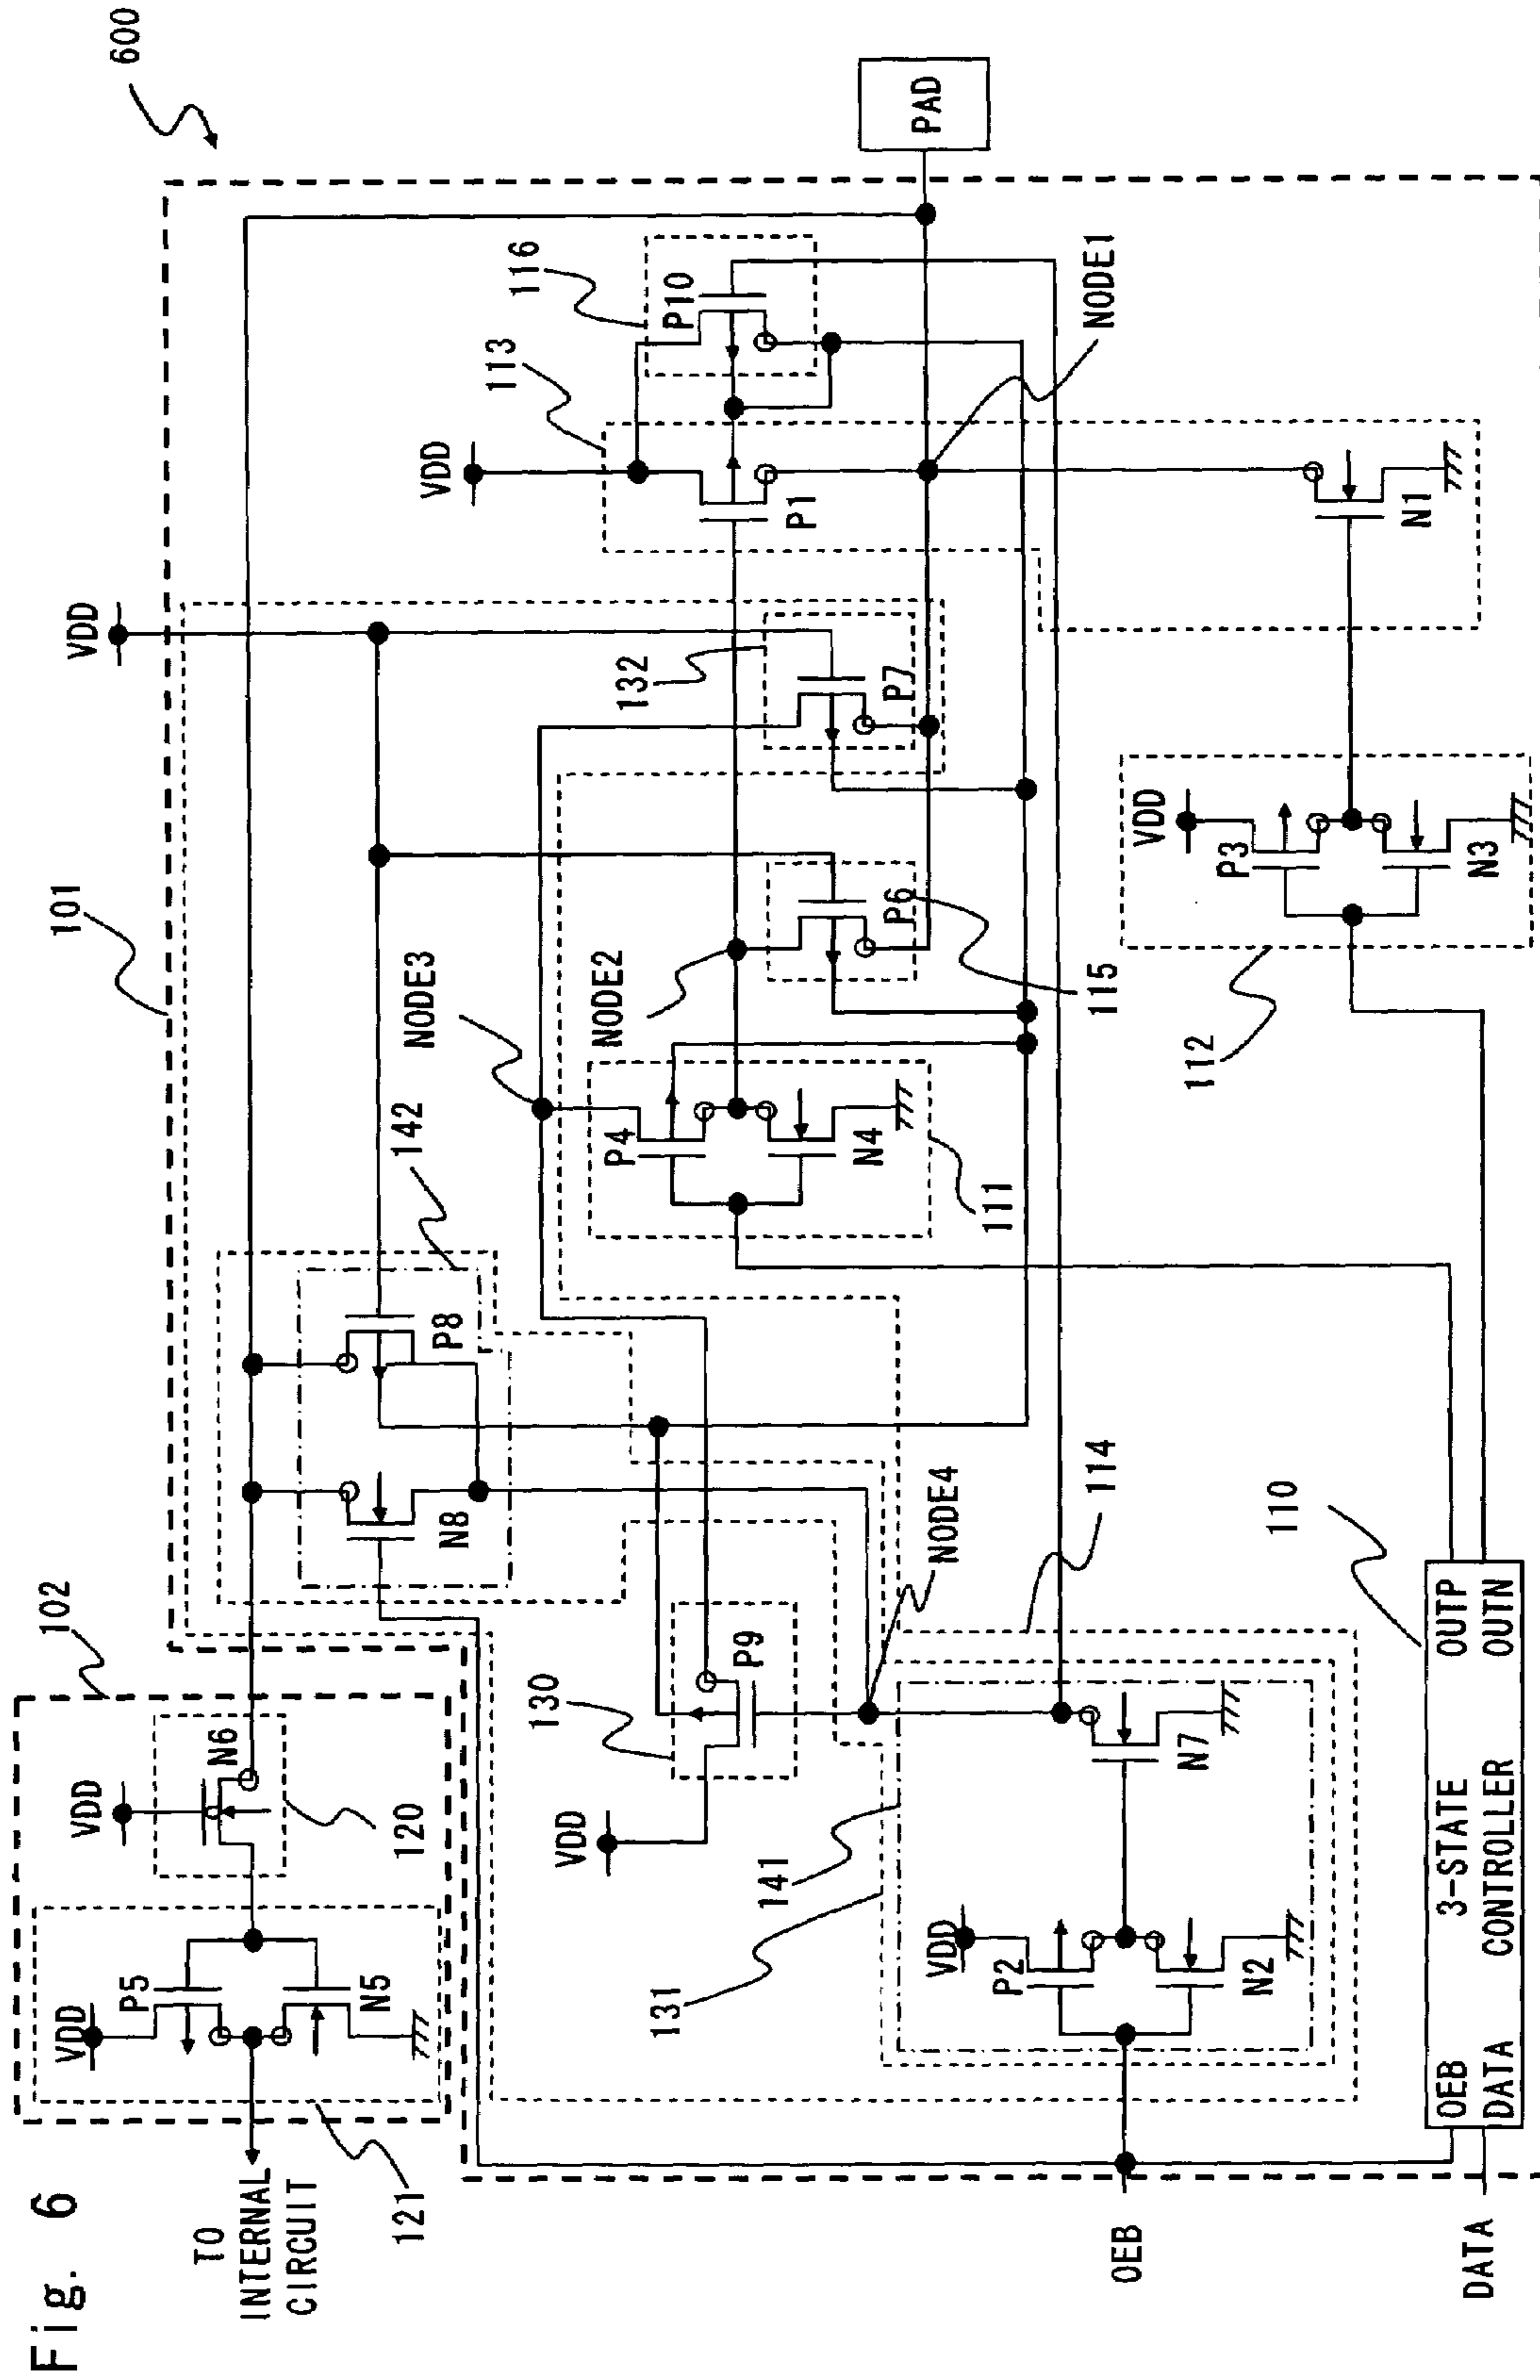 Fig. 6
600
102
101
VDD
VDD
N6
120
VDD
P5
N5
121
TO
INTERNAL
CIRCUIT
142
N8
P8
NODE3
NODE2
132
P7
P6
115
VDD
113
116
P10
P1
PAD
NODE1
N1
P4
N4
111
VDD
P3
N3
112
130
VDD
P9
NODE4
114
141
131
VDD
P2
N2
N7
110
OEB
DATA
OEB
DATA
3-STATE
CONTROLLER
OUTP
OUTN